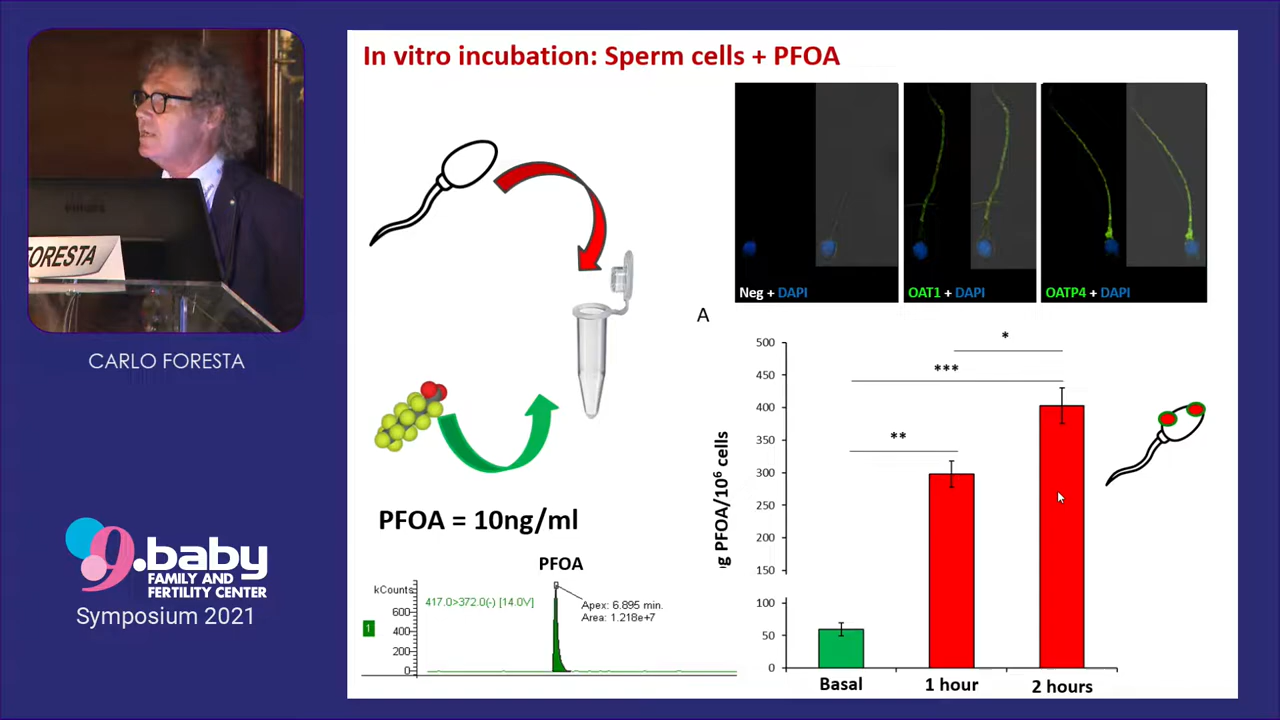 In vitro incubation: Sperm cells + PFOA
FORESTA
CARLO FORESTA
9.baby
FAMILY AND
FERTILITY CENTER
Symposium 2021
Neg + DAPI
OAT1 + DAPI
OATP4 + DAPI
PFOA = 10ng/ml
PFOA
kCounts
600
400
200
0
1
417.0>372.0(-) [14.0V]
Apex: 6.895 min.
Area: 1.218e+7
A
g PFOA/10⁶ cells
500
450
400
350
300
250
200
150
100
50
0
*
***
**
Basal
1 hour
2 hours